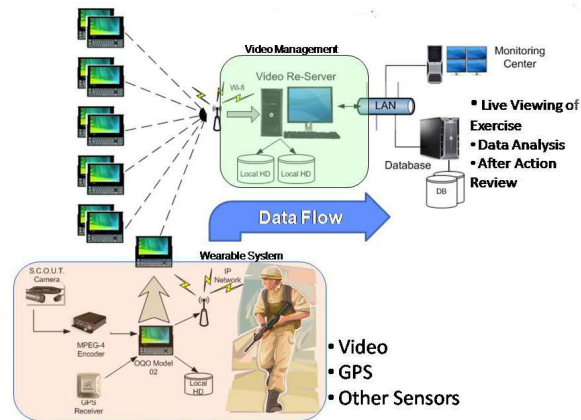 Video Management
Video Re-Server
Wi-fi
Local HD
Local HD
LAN
Monitoring
Center
• Live Viewing of
Exercise
• Data Analysis
• After Action
Review
Database
DB
Data Flow
Wearable System
S.C.O.U.T.
Camera
IP
Network
MPEG-4
Encoder
OQO Model
02
GPS
Receiver
Local
HD
• Video
• GPS
• Other Sensors